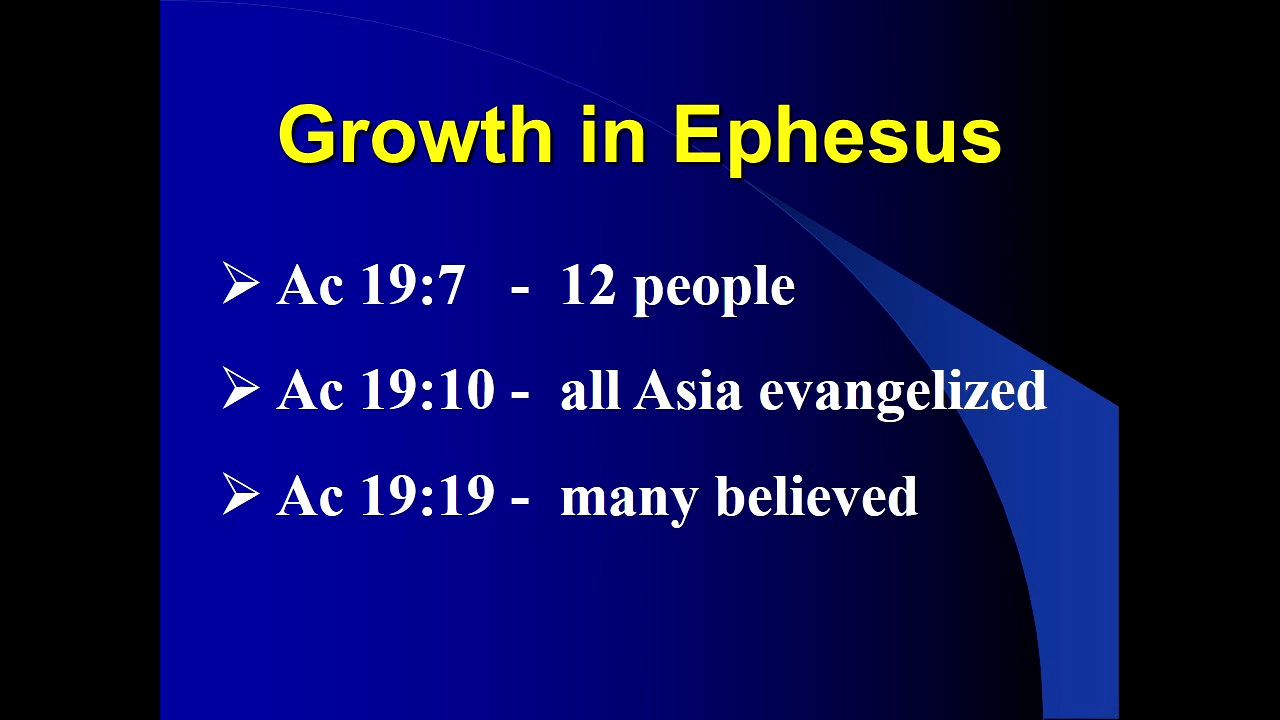 Growth in Ephesus
➢ Ac 19:7 - 12 people
➢ Ac 19:10 - all Asia evangelized
➢ Ac 19:19 - many believed